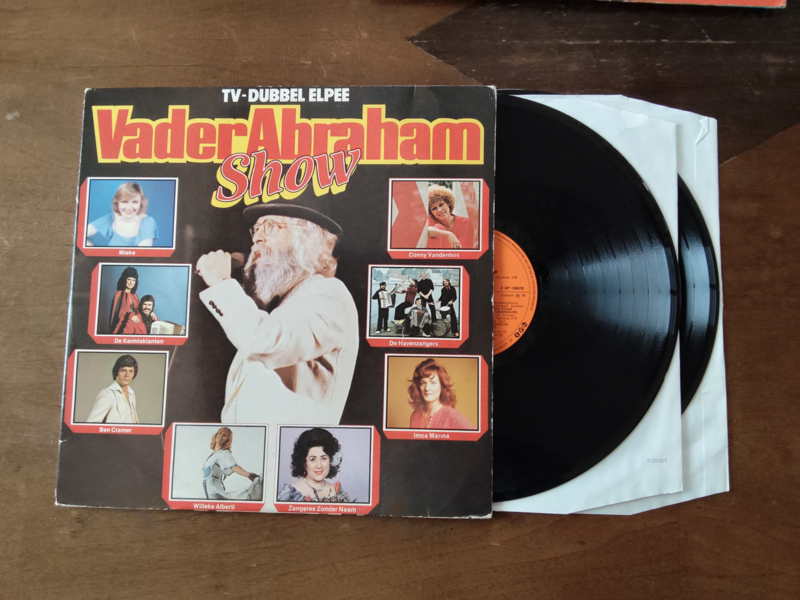 TV-DUBBEL ELPEE
VaderAbraham
Show
Mieke
Conny Vandenbos
De Kermisklanten
De Havenzangers
Ben Cramer
Imca Marina
Willeke Alberti
Zangeres Zonder Naam